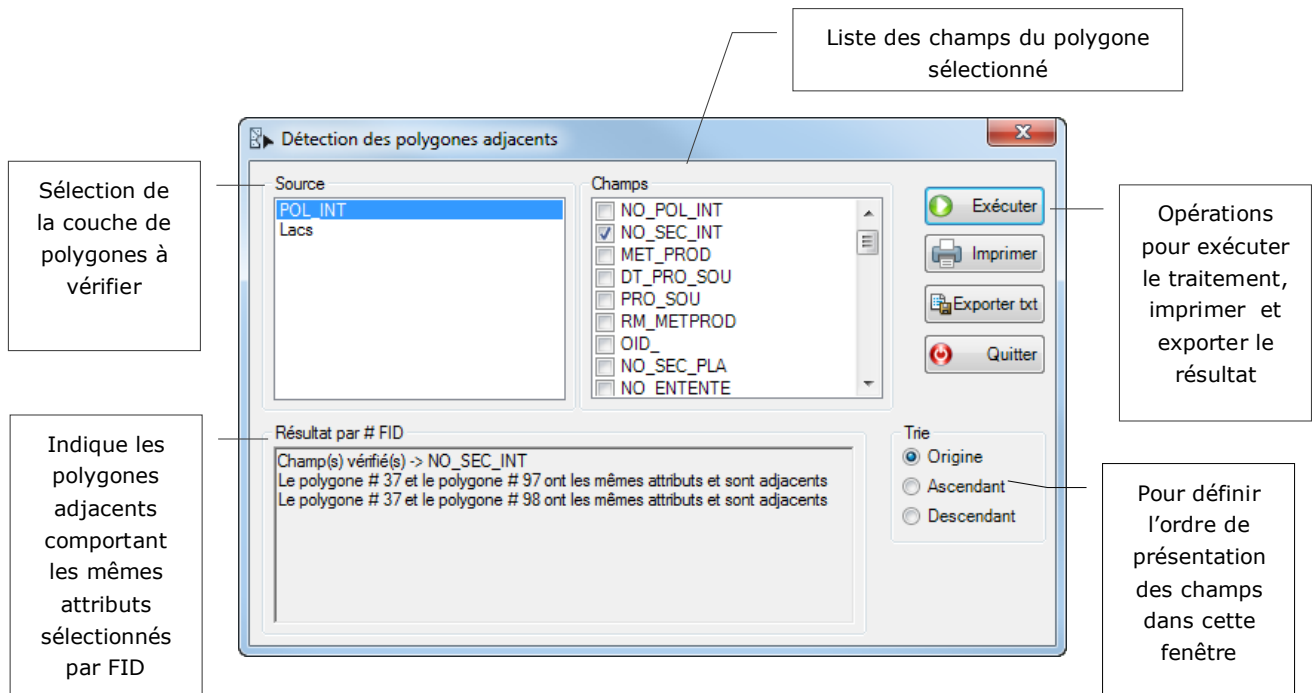 Liste des champs du polygone
sélectionné
Détection des polygones adjacents
Sélection de
la couche de
polygones à
vérifier
Source
POL_INT
Lacs
Champs
NO_POL_INT
NO_SEC_INT
MET_PROD
DT_PRO_SOU
PRO_SOU
RM_METPROD
OID_
NO_SEC_PLA
NO_ENTENTE
Exécuter
Imprimer
Exporter txt
Quitter
Opérations
pour exécuter
le traitement,
imprimer et
exporter le
résultat
Indique les
polygones
adjacents
comportant
les mêmes
attributs
sélectionnés
par FID
Résultat par # FID
Champ(s) vérifié(s) -> NO_SEC_INT
Le polygone # 37 et le polygone # 97 ont les mêmes attributs et sont adjacents
Le polygone # 37 et le polygone # 98 ont les mêmes attributs et sont adjacents
Trie
Origine
Ascendant
Descendant
Pour définir
l’ordre de
présentation
des champs
dans cette
fenêtre